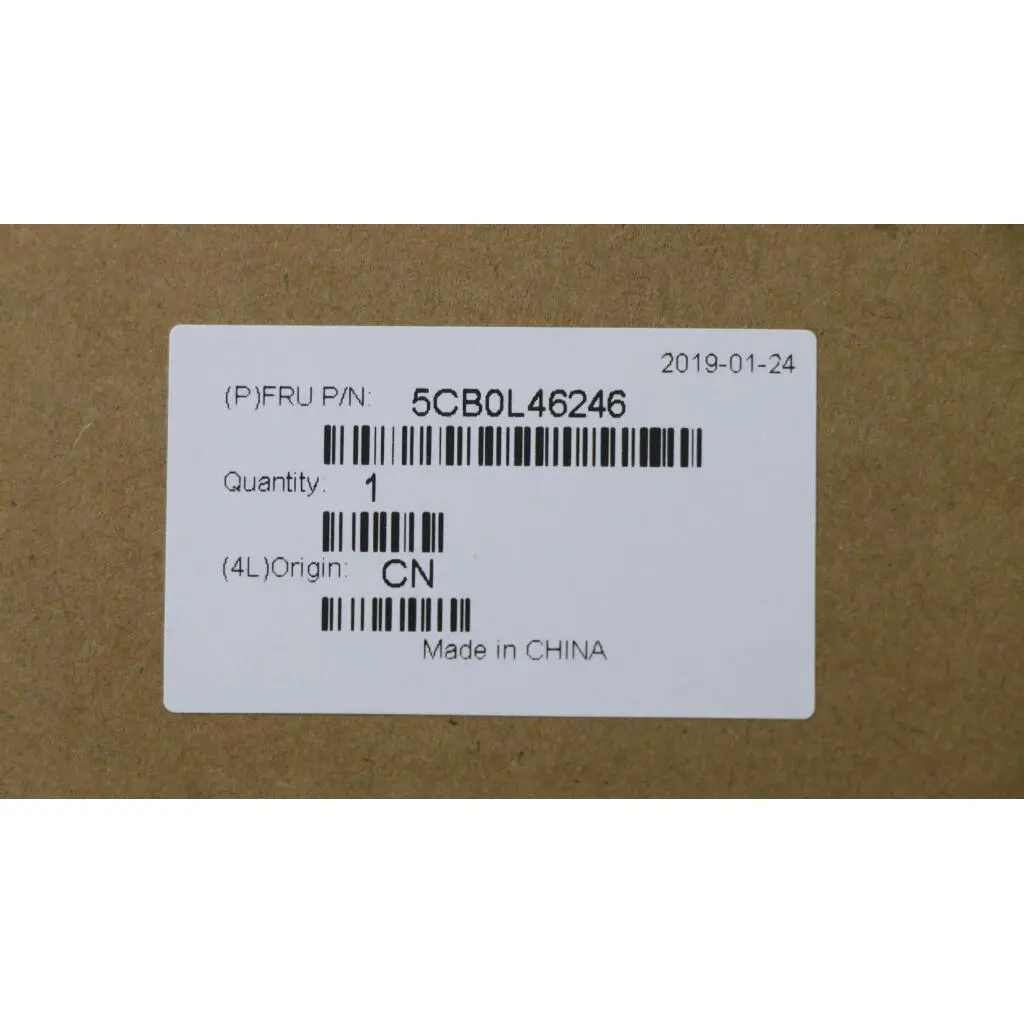 2019-01-24
(P)FRU P/N: 5CB0L46246
Quantity: 1
(4L)Origin: CN
Made in CHINA